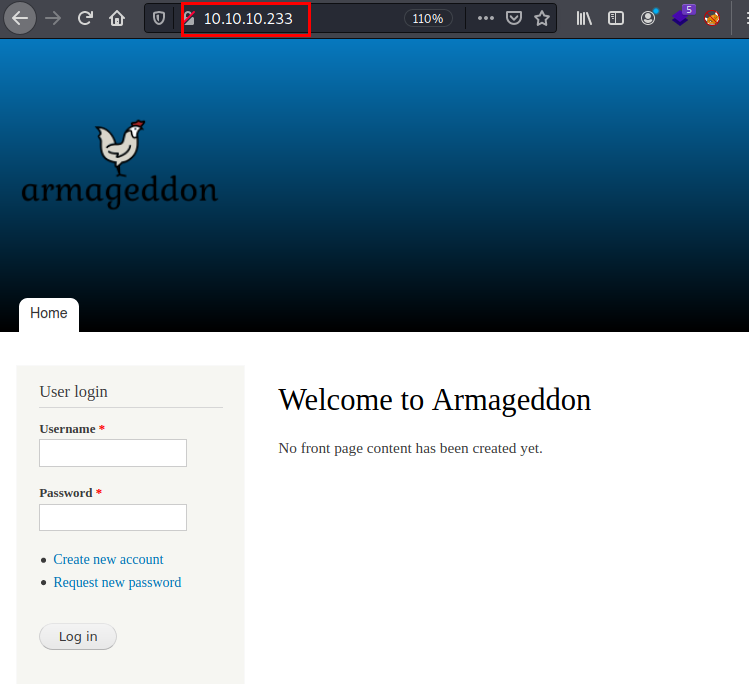 10.10.10.233
110%
5
armageddon
Home
User login
Welcome to Armageddon
Username *
No front page content has been created yet.
Password *
Create new account
Request new password
Log in